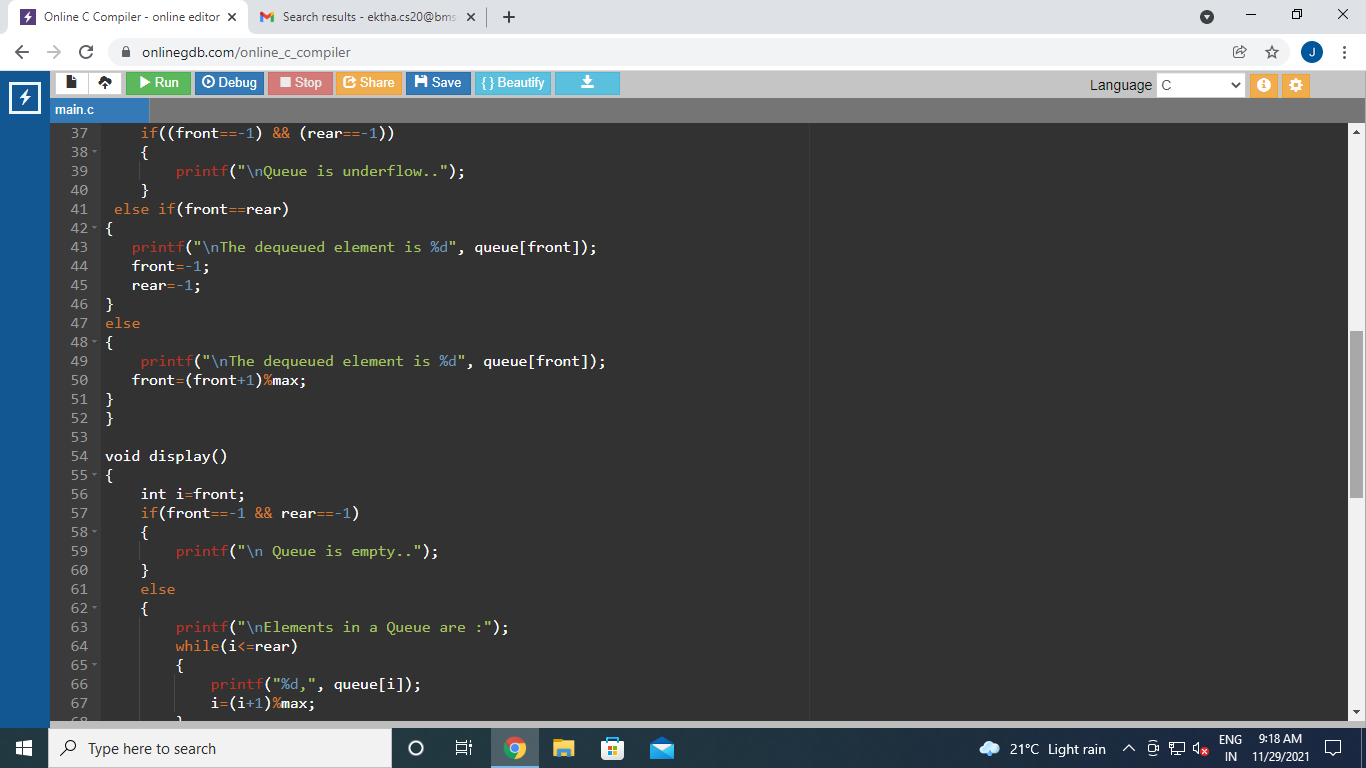 Online C Compiler - online editor
Search results - ektha.cs20@bms
onlinegdb.com/online_c_compiler
J
Run Debug Stop Share Save { } Beautify
Language C
main.c
37 if((front==-1) && (rear==-1))
38 {
39 printf("\nQueue is underflow..");
40 }
41 else if(front==rear)
42 {
43 printf("\nThe dequeued element is %d", queue[front]);
44 front=-1;
45 rear=-1;
46 }
47 else
48 {
49 printf("\nThe dequeued element is %d", queue[front]);
50 front=(front+1)%max;
51 }
52 }
53
54 void display()
55 {
56 int i=front;
57 if(front==-1 && rear==-1)
58 {
59 printf("\n Queue is empty..");
60 }
61 else
62 {
63 printf("\nElements in a Queue are :");
64 while(i<=rear)
65 {
66 printf("%d,", queue[i]);
67 i=(i+1)%max;
68 }
Type here to search
21°C Light rain
ENG
IN
9:18 AM
11/29/2021